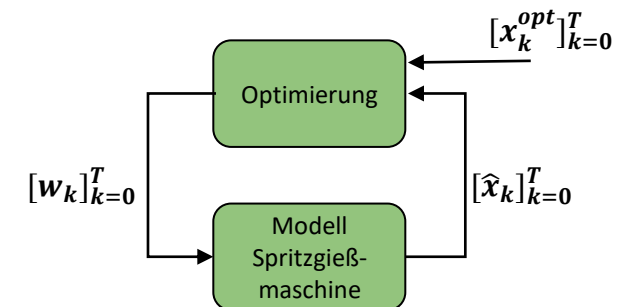 [x_k^{opt}]_{k=0}^T
Optimierung
[w_k]_{k=0}^T
[x̂_k]_{k=0}^T
Modell
Spritzgieß-
maschine